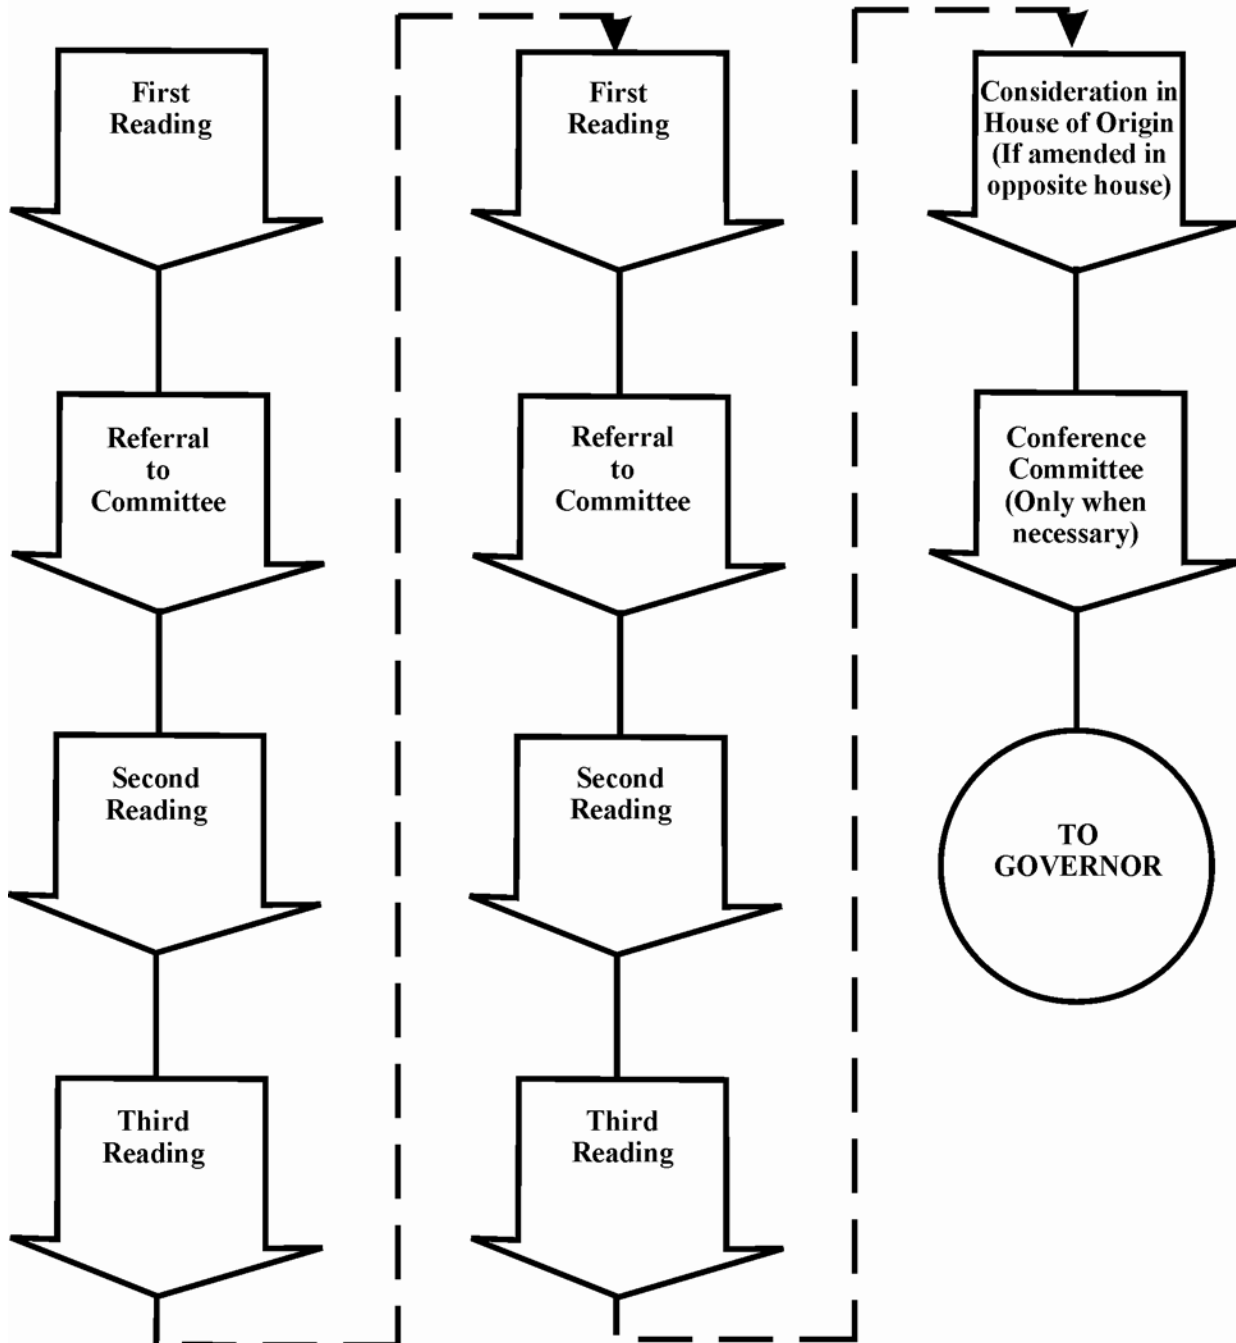 First
Reading
Referral
to
Committee
Second
Reading
Third
Reading
First
Reading
Referral
to
Committee
Second
Reading
Third
Reading
Consideration in
House of Origin
(If amended in
opposite house)
Conference
Committee
(Only when
necessary)
TO
GOVERNOR